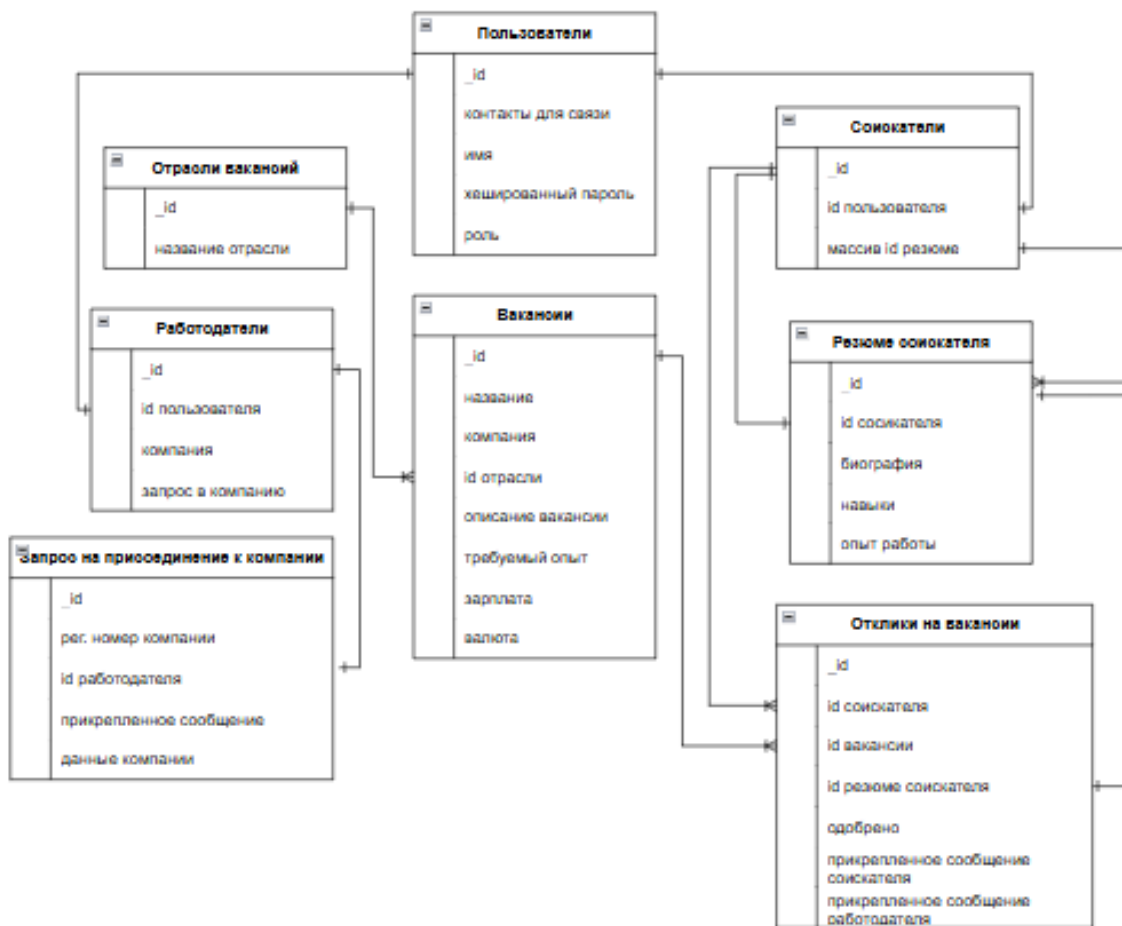 Пользователи
_id
контакты для связи
имя
хешированный пароль
роль
Соискатели
_id
id пользователя
массив id резюме
Отрасли вакансий
_id
название отрасли
Работодатели
_id
id пользователя
компания
запрос в компанию
Вакансии
_id
название
компания
id отрасли
описание вакансии
требуемый опыт
зарплата
валюта
Резюме соискателя
_id
id сосикателя
биография
навыки
опыт работы
Запрос на присоединение к компании
_id
рег. номер компании
id работодателя
прикрепленное сообщение
данные компании
Отклики на вакансии
_id
id соискателя
id вакансии
id резюме соискателя
одобрено
прикрепленное сообщение
соискателя
прикрепленное сообщение
работодателя